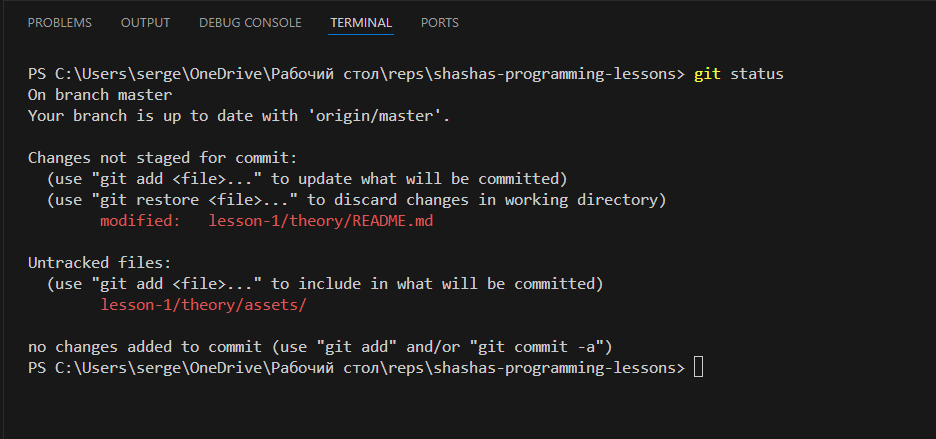 PROBLEMS OUTPUT DEBUG CONSOLE TERMINAL PORTS
PS C:\Users\serge\OneDrive\Рабочий стол\reps\shashas-programming-lessons> git status
On branch master
Your branch is up to date with 'origin/master'.
Changes not staged for commit:
(use "git add <file>..." to update what will be committed)
(use "git restore <file>..." to discard changes in working directory)
modified: lesson-1/theory/README.md
Untracked files:
(use "git add <file>..." to include in what will be committed)
lesson-1/theory/assets/
no changes added to commit (use "git add" and/or "git commit -a")
PS C:\Users\serge\OneDrive\Рабочий стол\reps\shashas-programming-lessons>